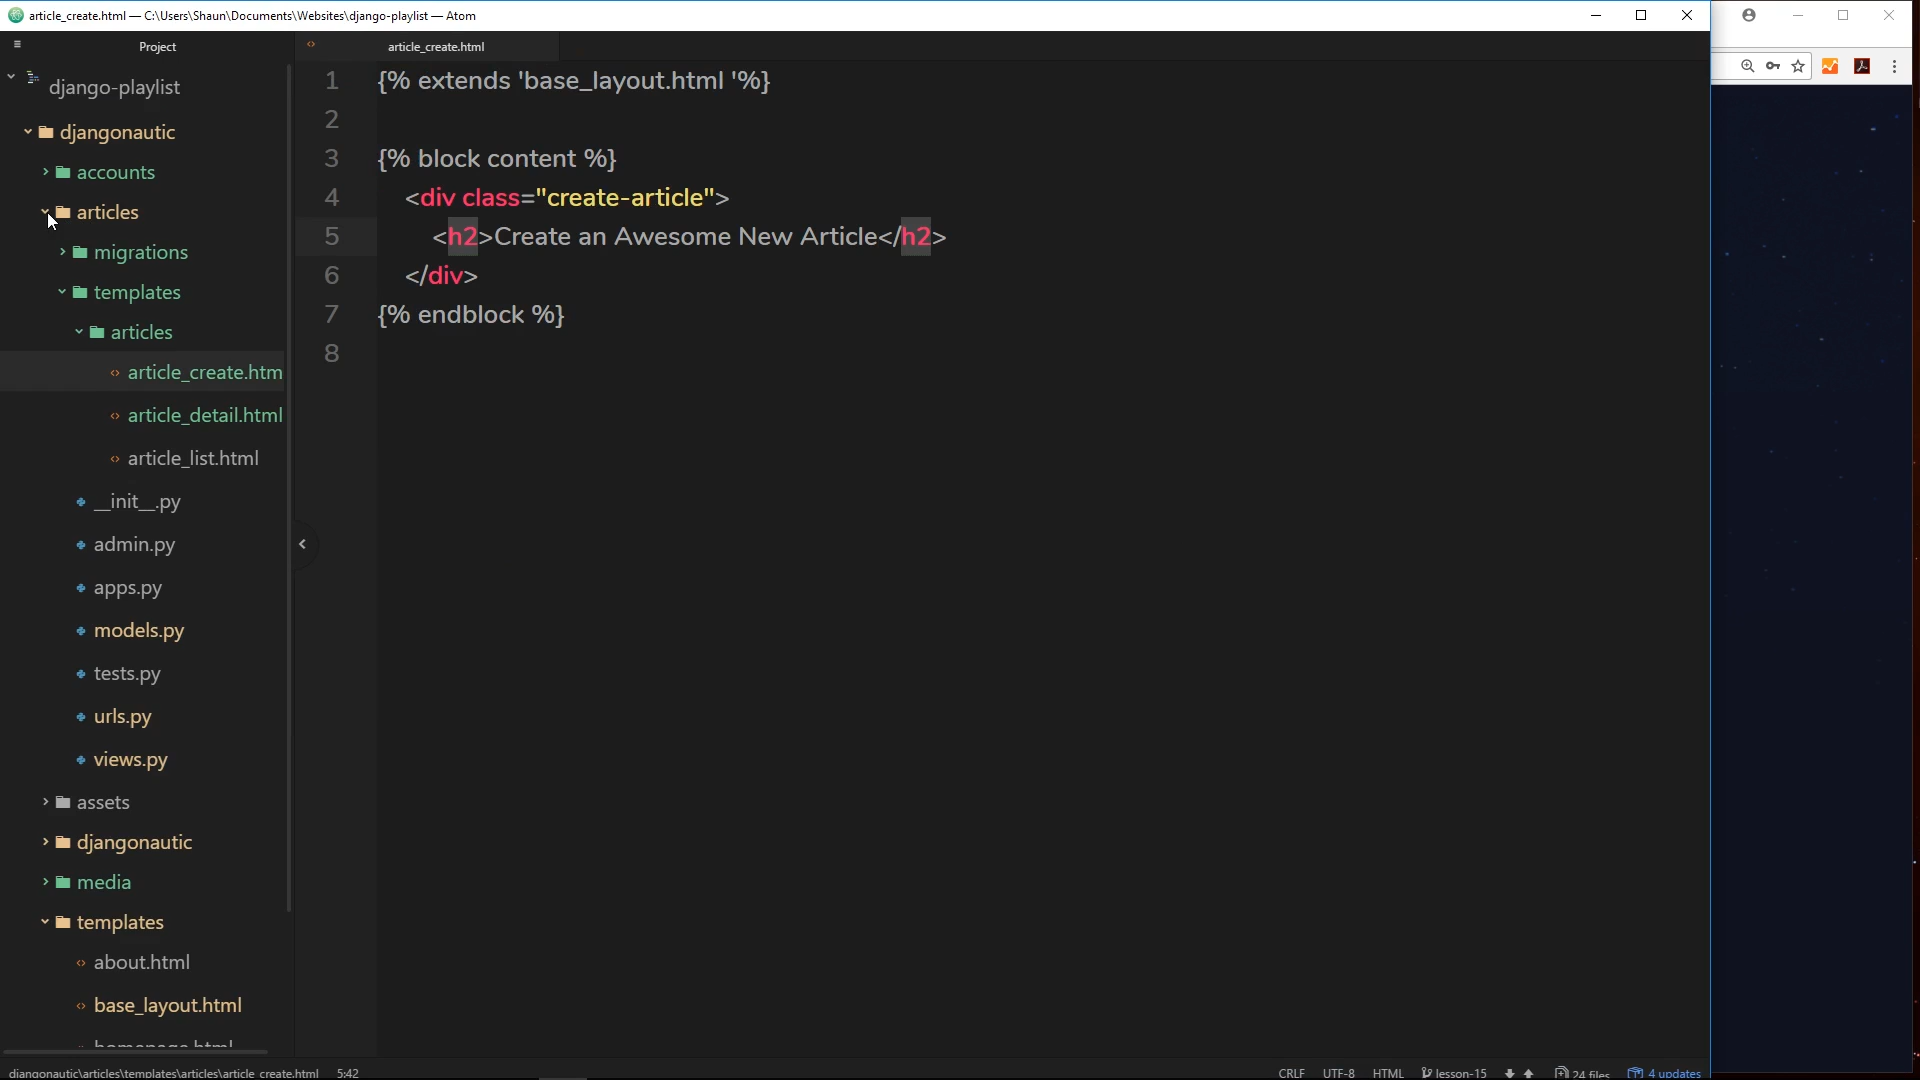 article_create.html — C:\Users\Shaun\Documents\Websites\django-playlist — Atom
Project
article_create.html
django-playlist
djangonautic
accounts
articles
migrations
templates
articles
article_create.htm
article_detail.html
article_list.html
__init__.py
admin.py
apps.py
models.py
tests.py
urls.py
views.py
assets
djangonautic
media
templates
about.html
base_layout.html
homepage.html
1 {% extends 'base_layout.html '%}
2
3 {% block content %}
4 <div class="create-article">
5 <h2>Create an Awesome New Article</h2>
6 </div>
7 {% endblock %}
8
djangonautic\articles\templates\articles\article_create.html 5:42
CRLF UTF-8 HTML lesson-15 24 files 4 updates